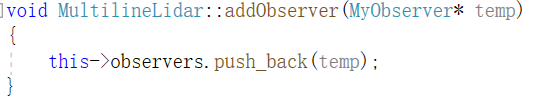 void MultilineLidar::addObserver(MyObserver* temp)
{
    this->observers.push_back(temp);
}